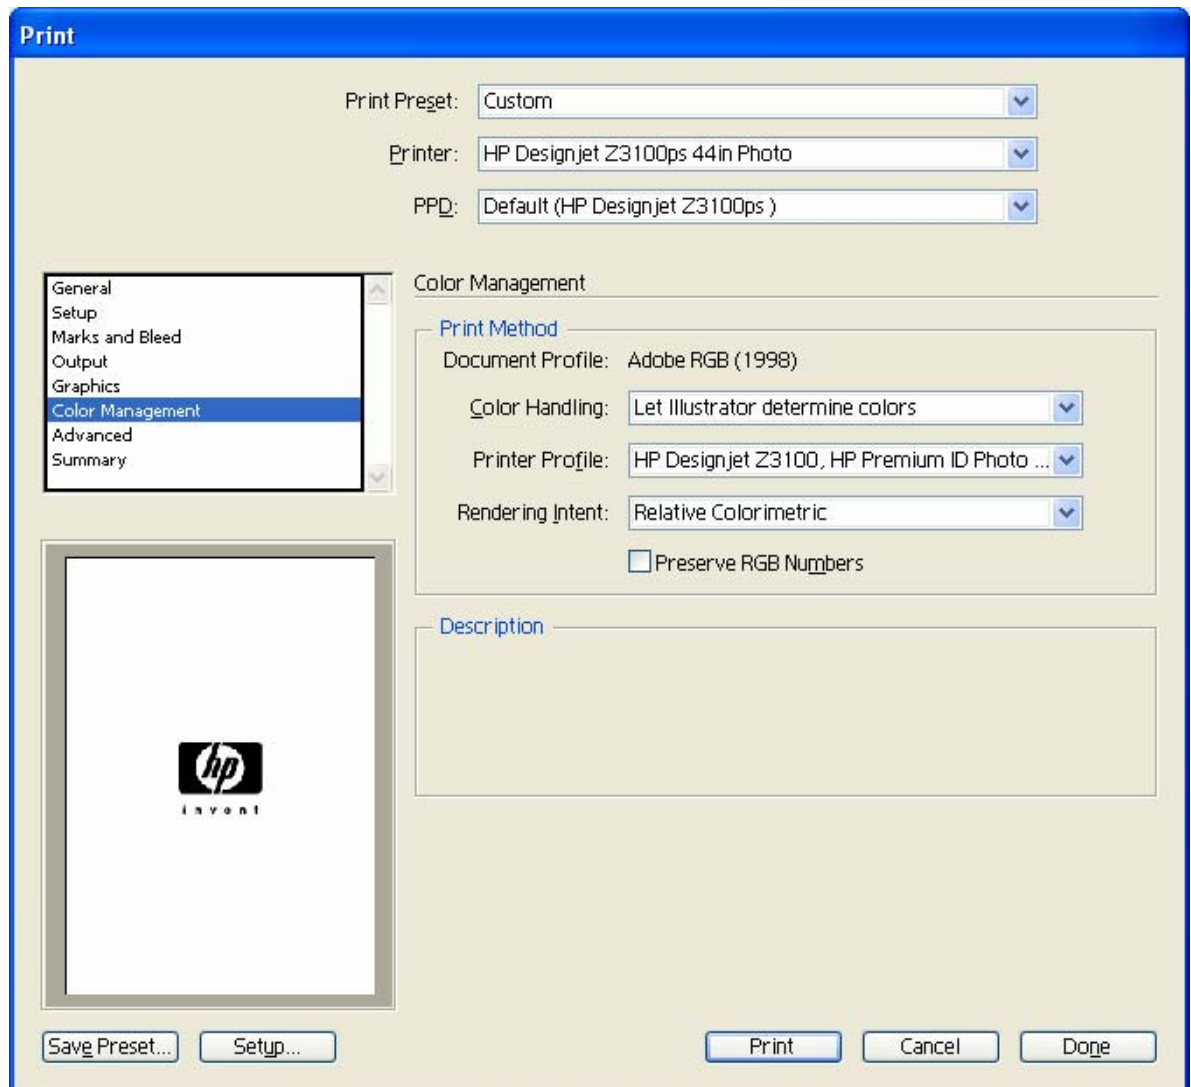 Print
Print Preset: Custom
Printer: HP Designjet Z3100ps 44in Photo
PPD: Default (HP Designjet Z3100ps )
General
Setup
Marks and Bleed
Output
Graphics
Color Management
Advanced
Summary
Color Management
Print Method
Document Profile: Adobe RGB (1998)
Color Handling: Let Illustrator determine colors
Printer Profile: HP Designjet Z3100, HP Premium ID Photo ...
Rendering Intent: Relative Colorimetric
Preserve RGB Numbers
Description
hp
invent
Save Preset... Setup... Print Cancel Done